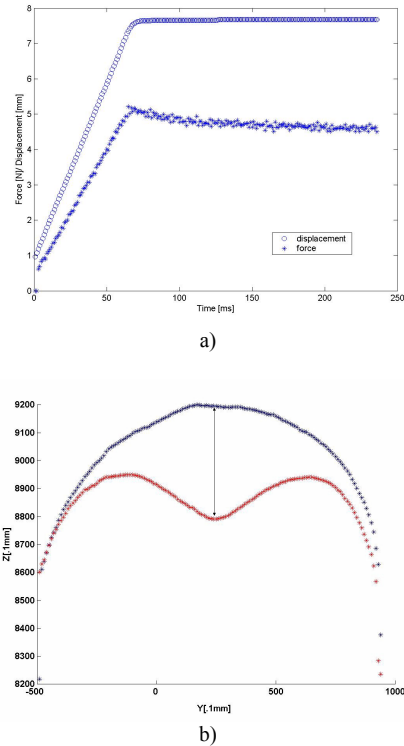 8
7
6
5
4
3
2
1
0
Force [N]/ Displacement [mm]
displacement
force
0 50 100 150 200 250
Time [ms]
a)
9200
9100
9000
8900
8800
8700
8600
8500
8400
8300
8200
Z[.1mm]
-500 0 500 1000
Y[.1mm]
b)